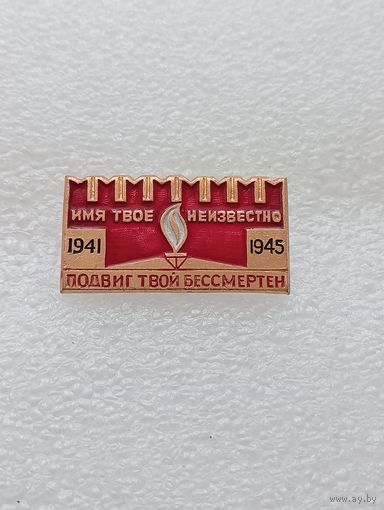 ИМЯ ТВОЕ НЕИЗВЕСТНО
1941 1945
ПОДВИГ ТВОЙ БЕССМЕРТЕН
www.ay.by